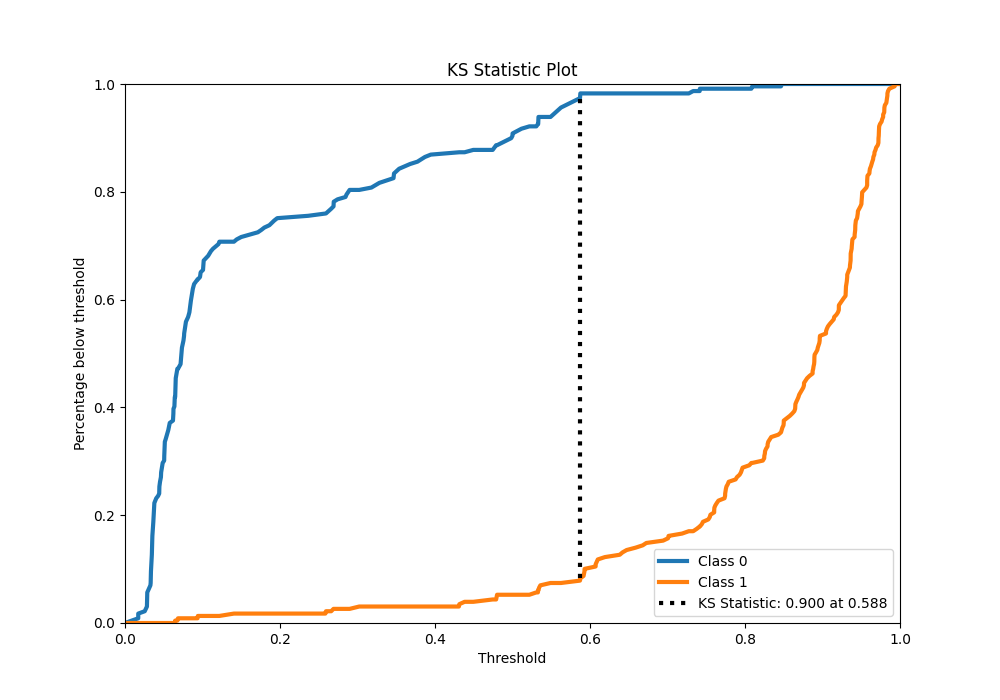 KS Statistic Plot
1.0
0.8
0.6
0.4
0.2
0.0
Percentage below threshold
0.0 0.2 0.4 0.6 0.8 1.0
Threshold
Class 0
Class 1
KS Statistic: 0.900 at 0.588